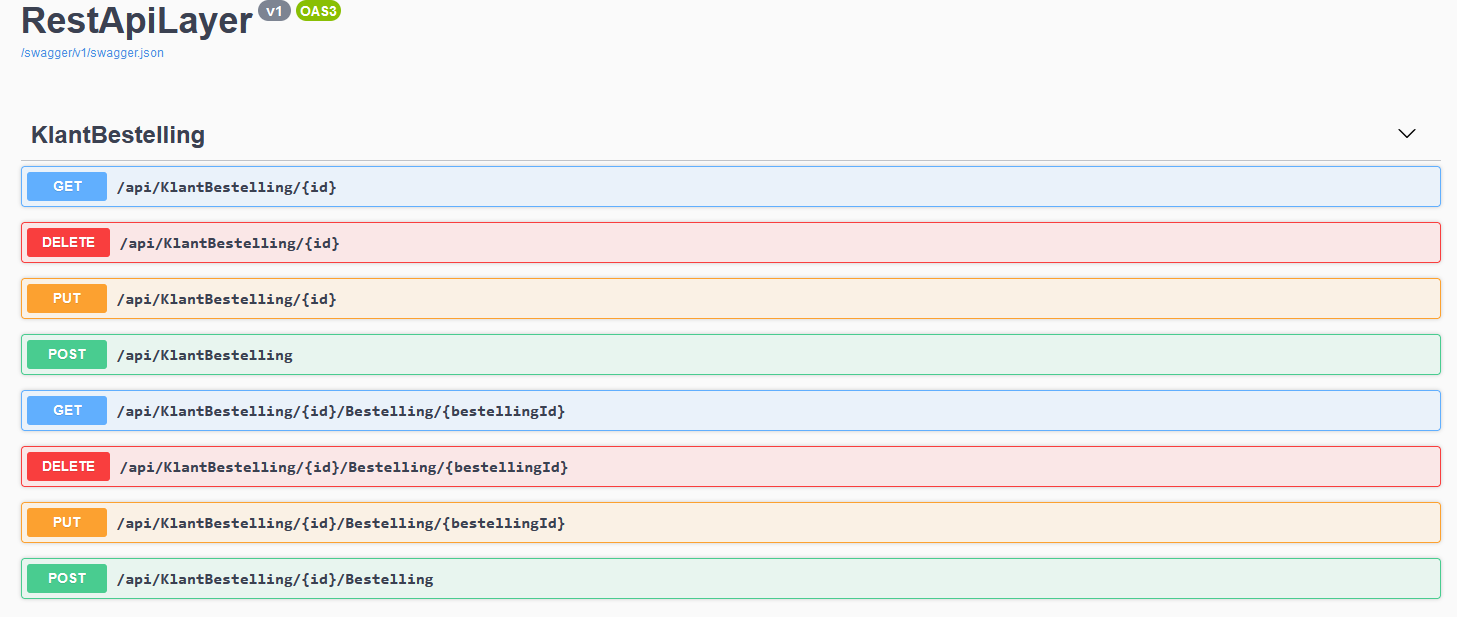 RestApiLayer v1 OAS3
/swagger/v1/swagger.json
KlantBestelling
GET /api/KlantBestelling/{id}
DELETE /api/KlantBestelling/{id}
PUT /api/KlantBestelling/{id}
POST /api/KlantBestelling
GET /api/KlantBestelling/{id}/Bestelling/{bestellingId}
DELETE /api/KlantBestelling/{id}/Bestelling/{bestellingId}
PUT /api/KlantBestelling/{id}/Bestelling/{bestellingId}
POST /api/KlantBestelling/{id}/Bestelling